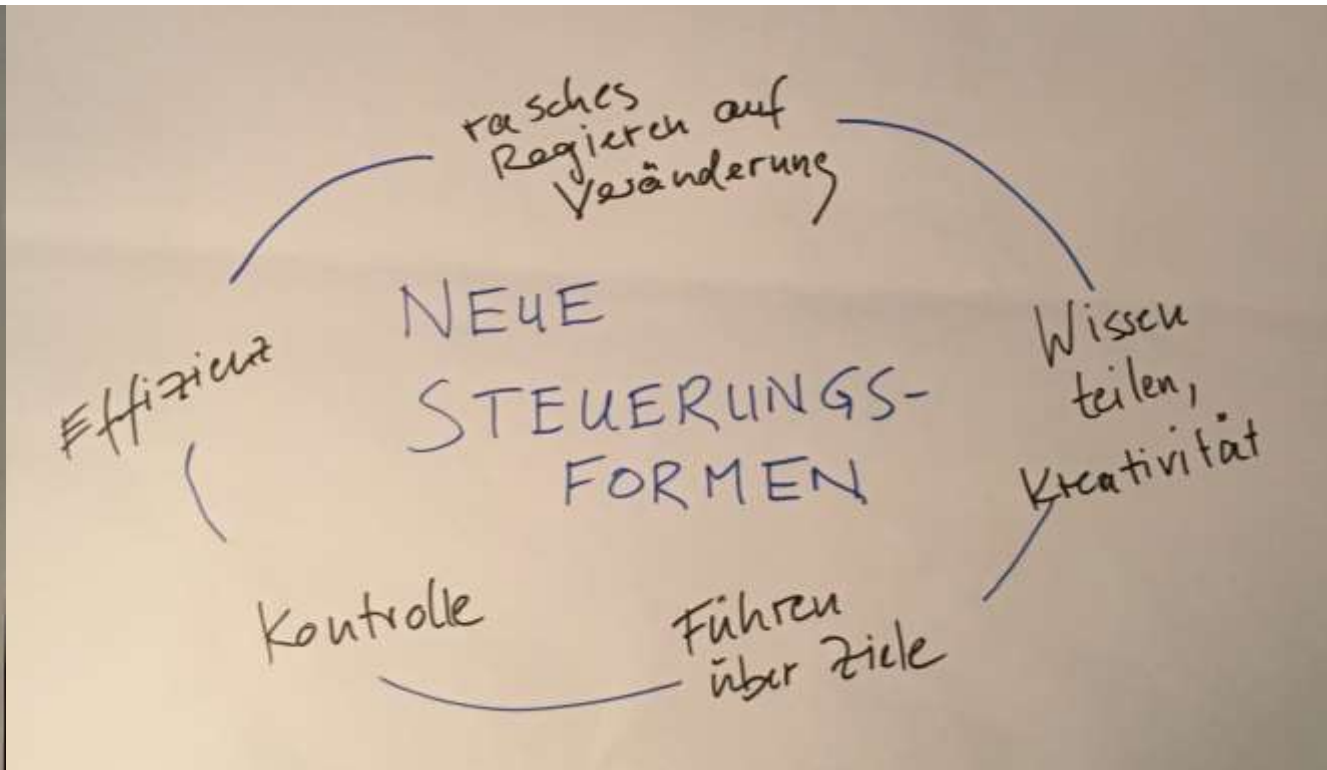 rasches
Regieren auf
Veränderung
NEUE
STEUERUNGS-
FORMEN
Effizienz
Wissen
teilen,
Kreativität
Kontrolle
Führen
über Ziele